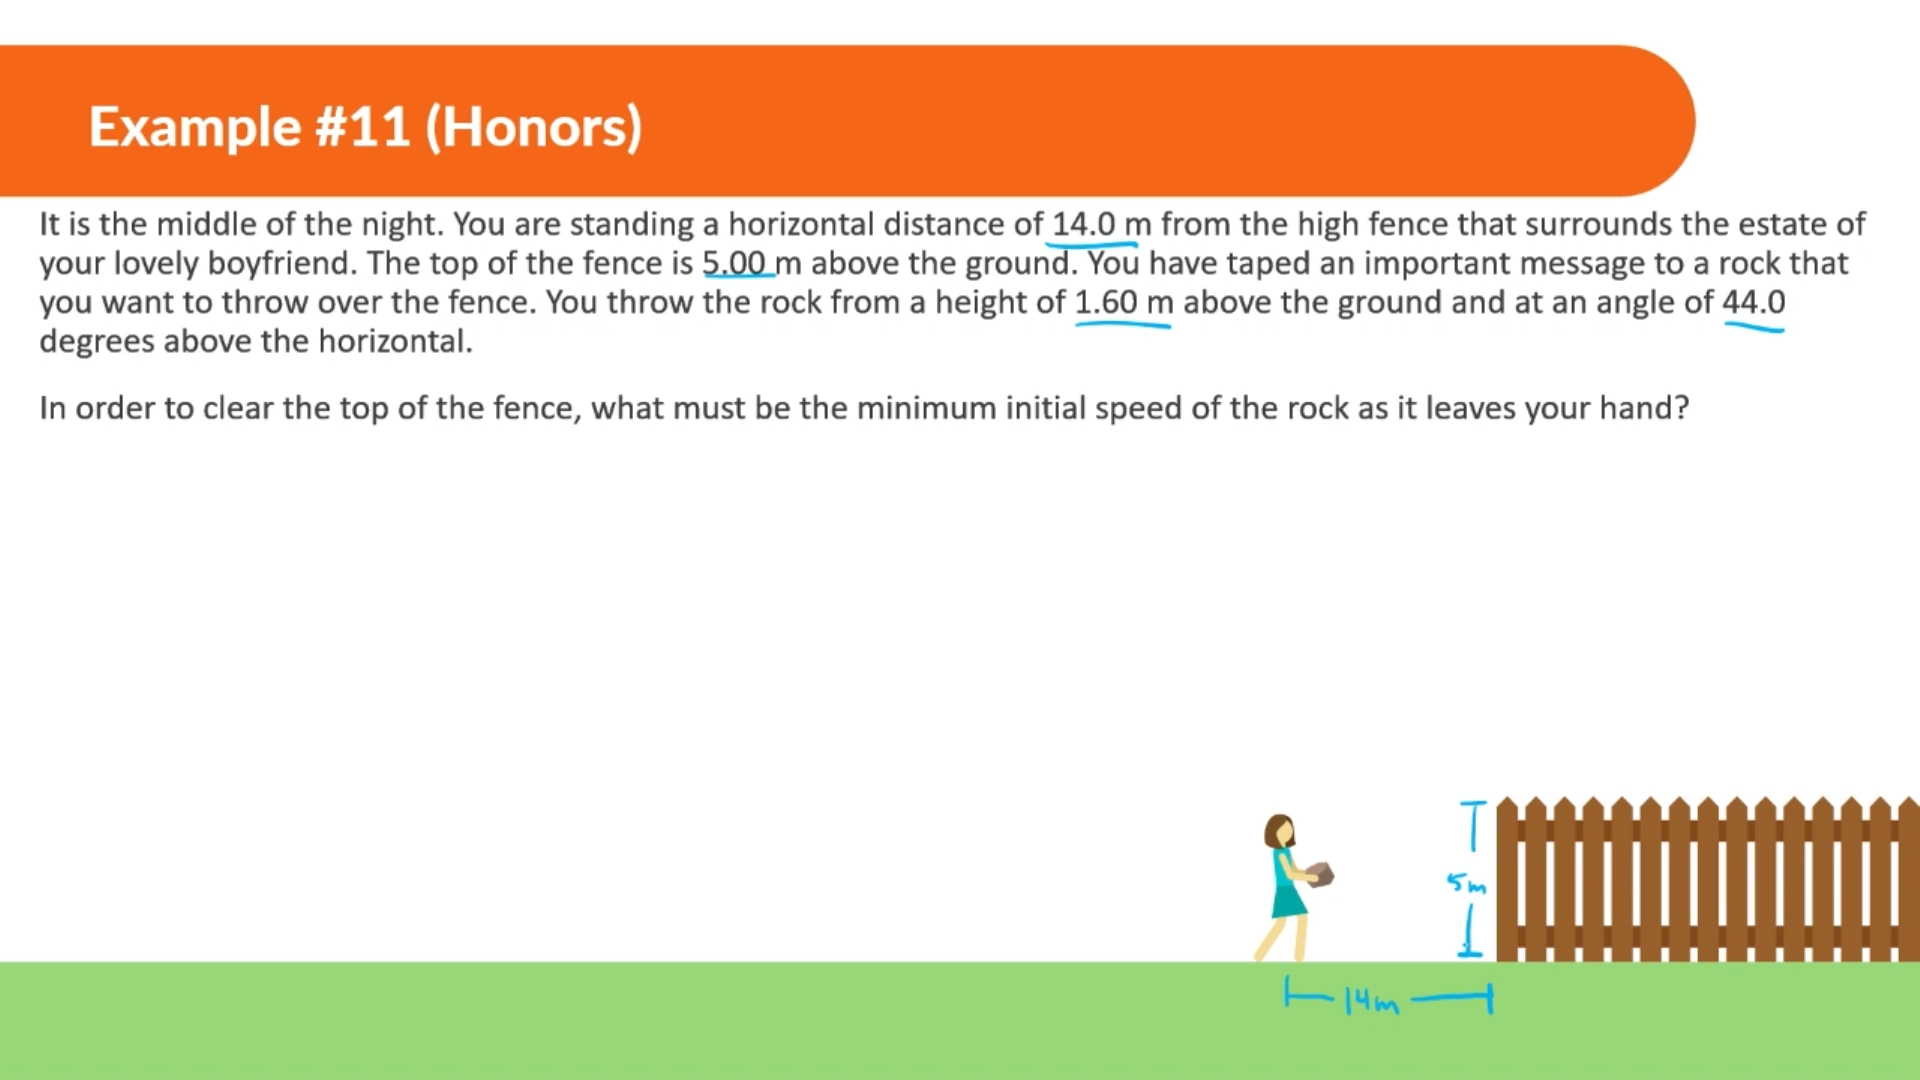 Example #11 (Honors)
It is the middle of the night. You are standing a horizontal distance of 14.0 m from the high fence that surrounds the estate of
your lovely boyfriend. The top of the fence is 5.00 m above the ground. You have taped an important message to a rock that
you want to throw over the fence. You throw the rock from a height of 1.60 m above the ground and at an angle of 44.0
degrees above the horizontal.
In order to clear the top of the fence, what must be the minimum initial speed of the rock as it leaves your hand?
5m
14m